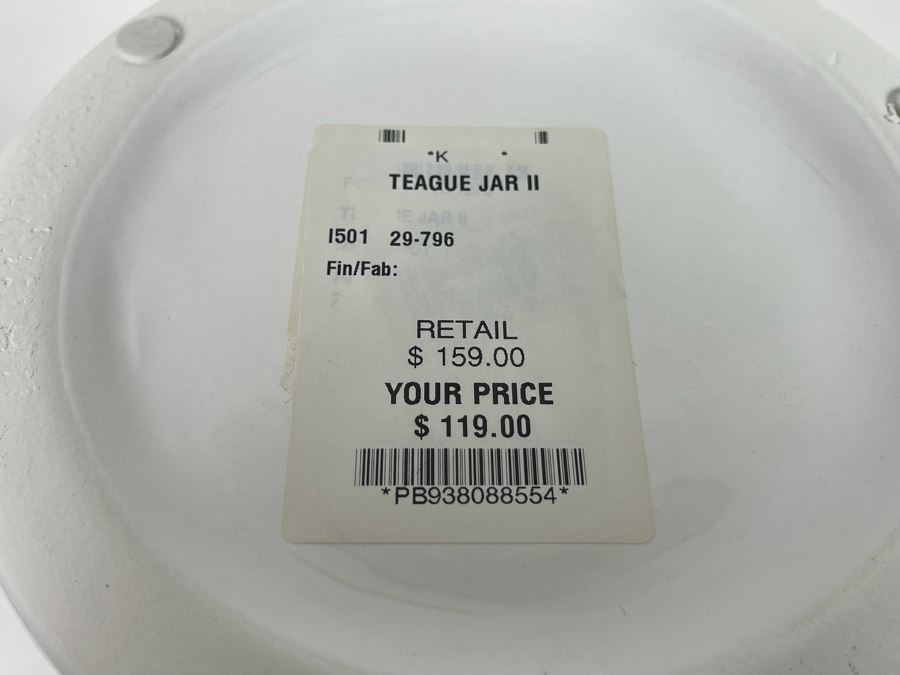 *K *
TEAGUE JAR II
I501 29-796
Fin/Fab:
RETAIL
$ 159.00
YOUR PRICE
$ 119.00
*PB938088554*